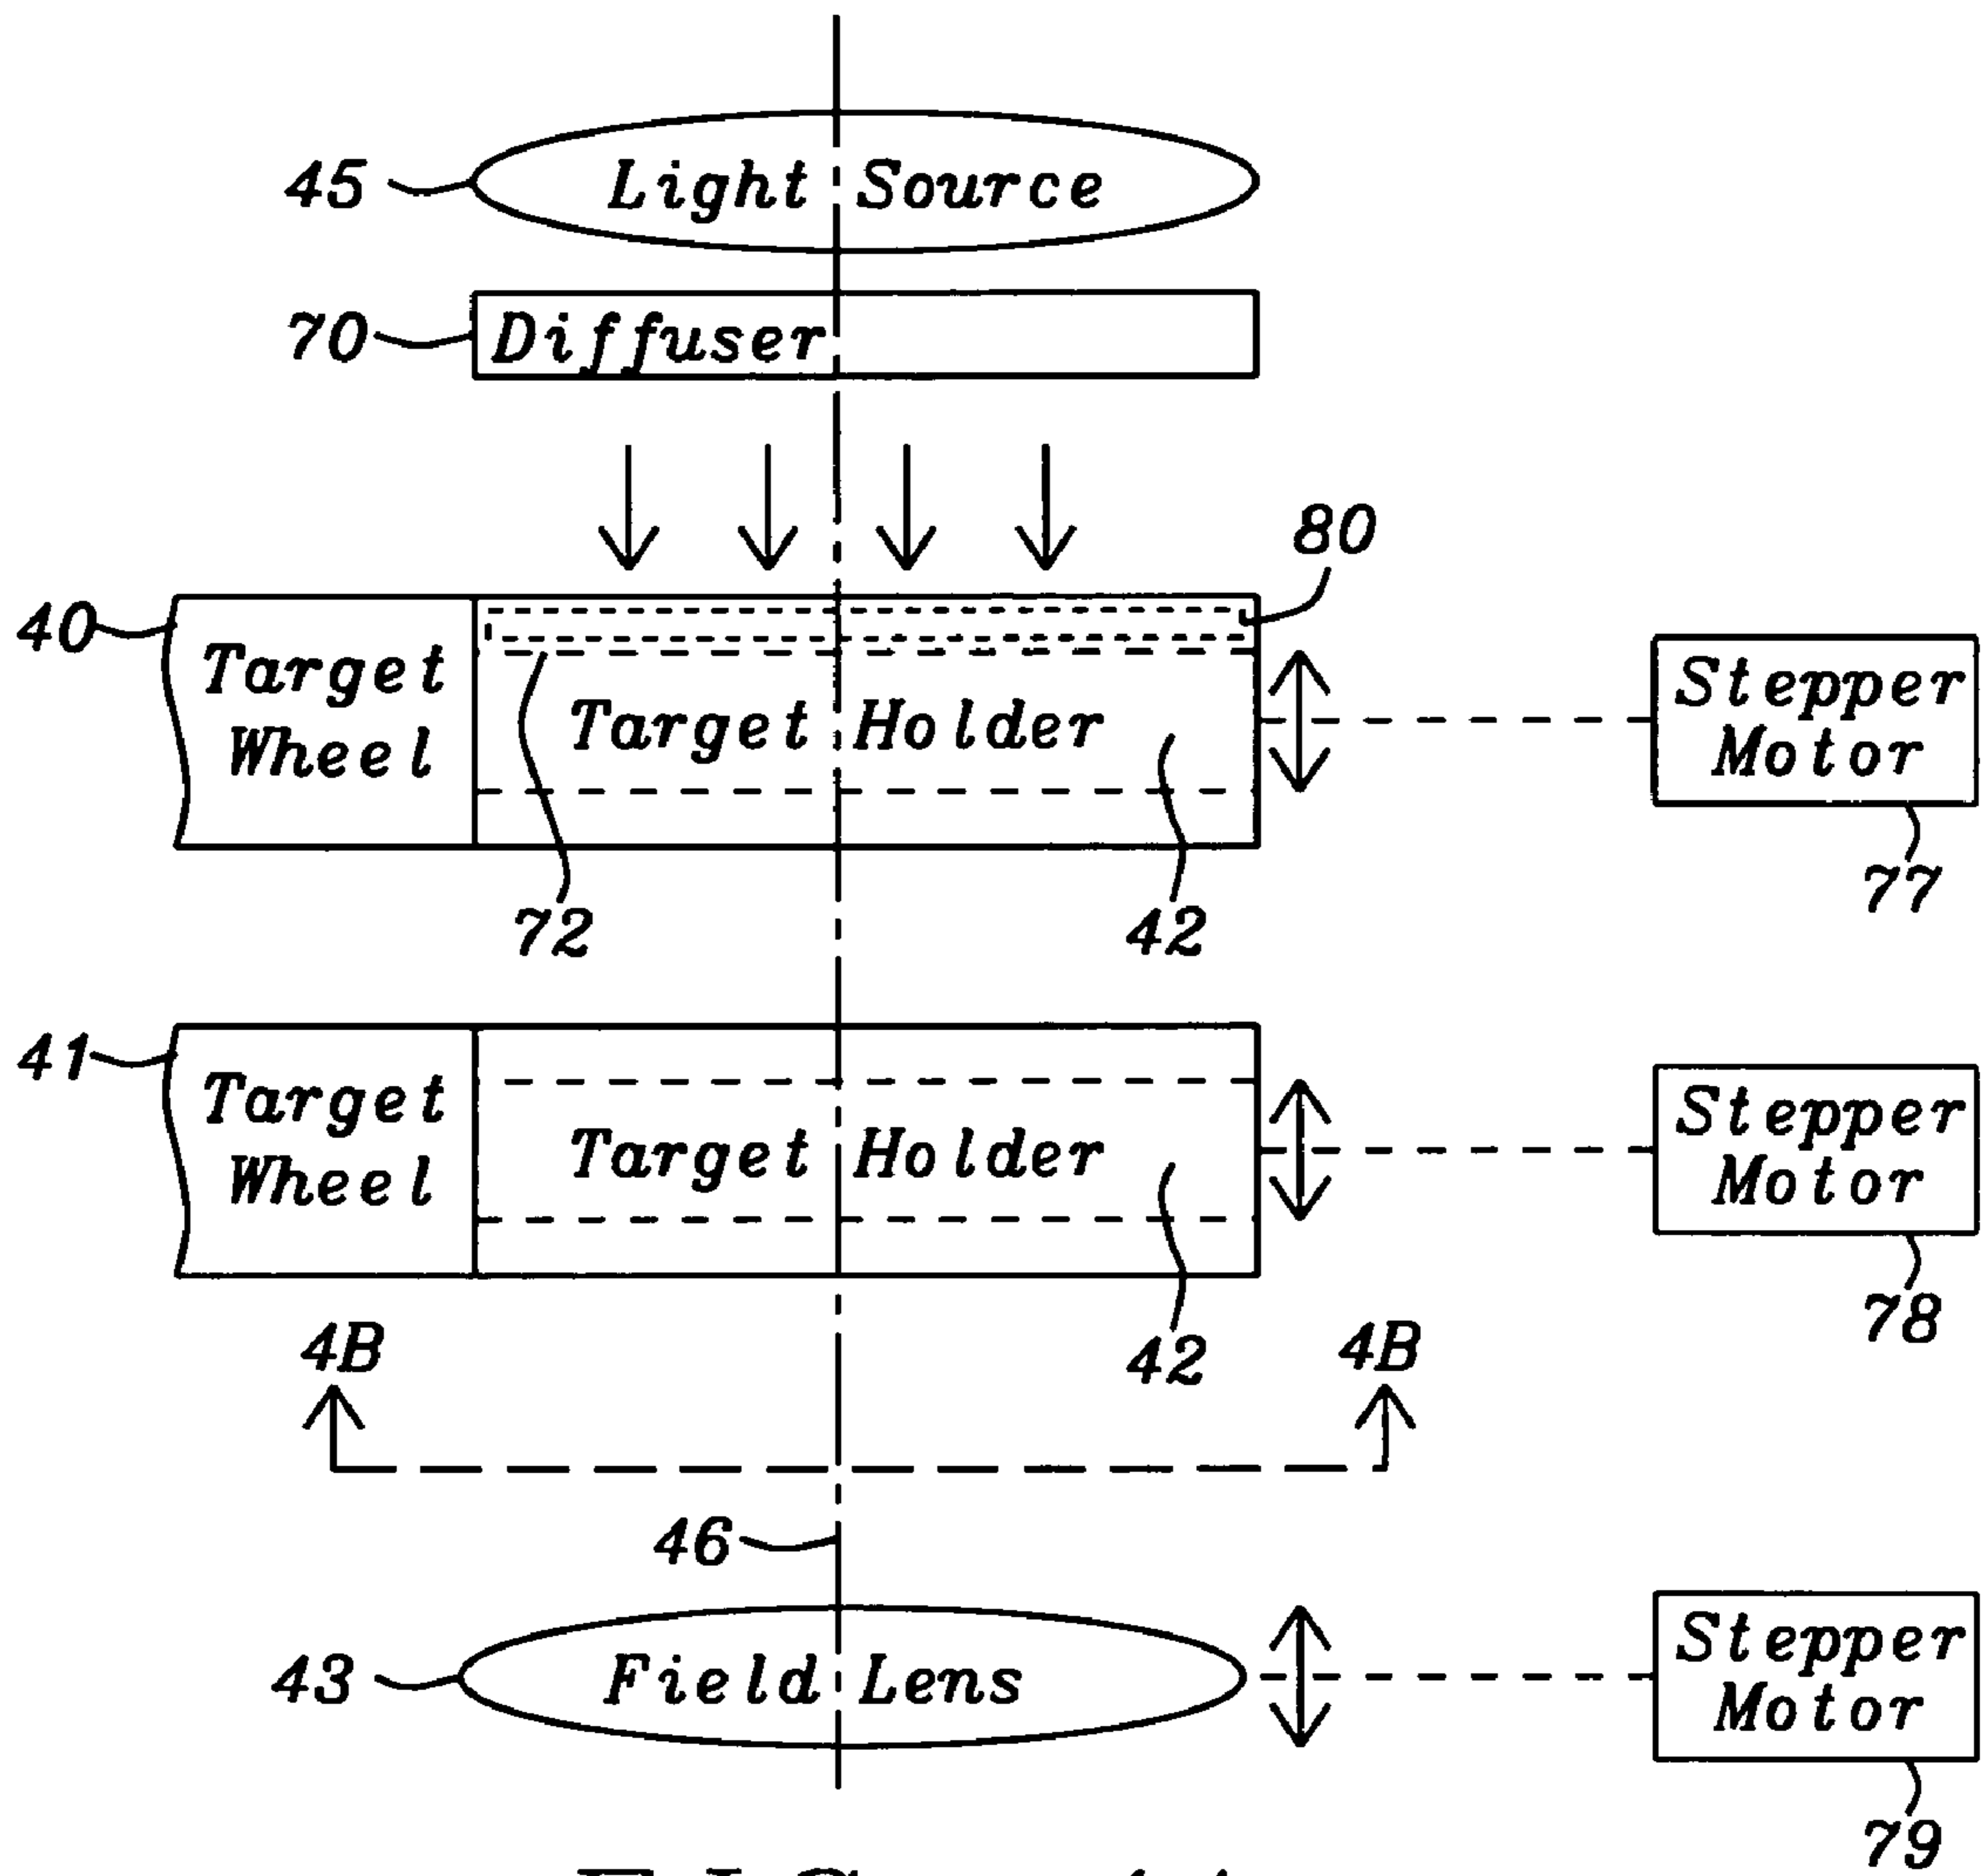 45 Light Source
70 Diffuser
80
40 Target Wheel
Target Holder
Stepper Motor
72
42
77
41 Target Wheel
Target Holder
Stepper Motor
42
78
4B 4B
46
43 Field Lens
Stepper Motor
79